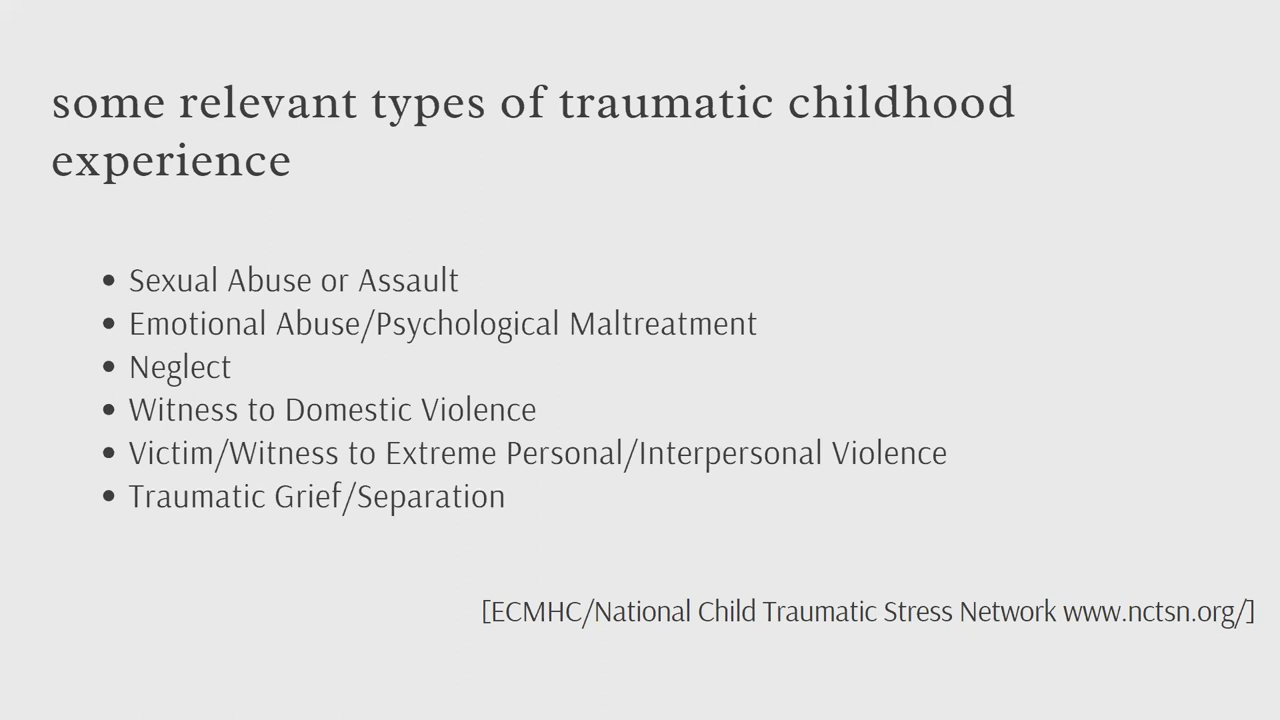 some relevant types of traumatic childhood
experience
• Sexual Abuse or Assault
• Emotional Abuse/Psychological Maltreatment
• Neglect
• Witness to Domestic Violence
• Victim/Witness to Extreme Personal/Interpersonal Violence
• Traumatic Grief/Separation
[ECMHC/National Child Traumatic Stress Network www.nctsn.org/]